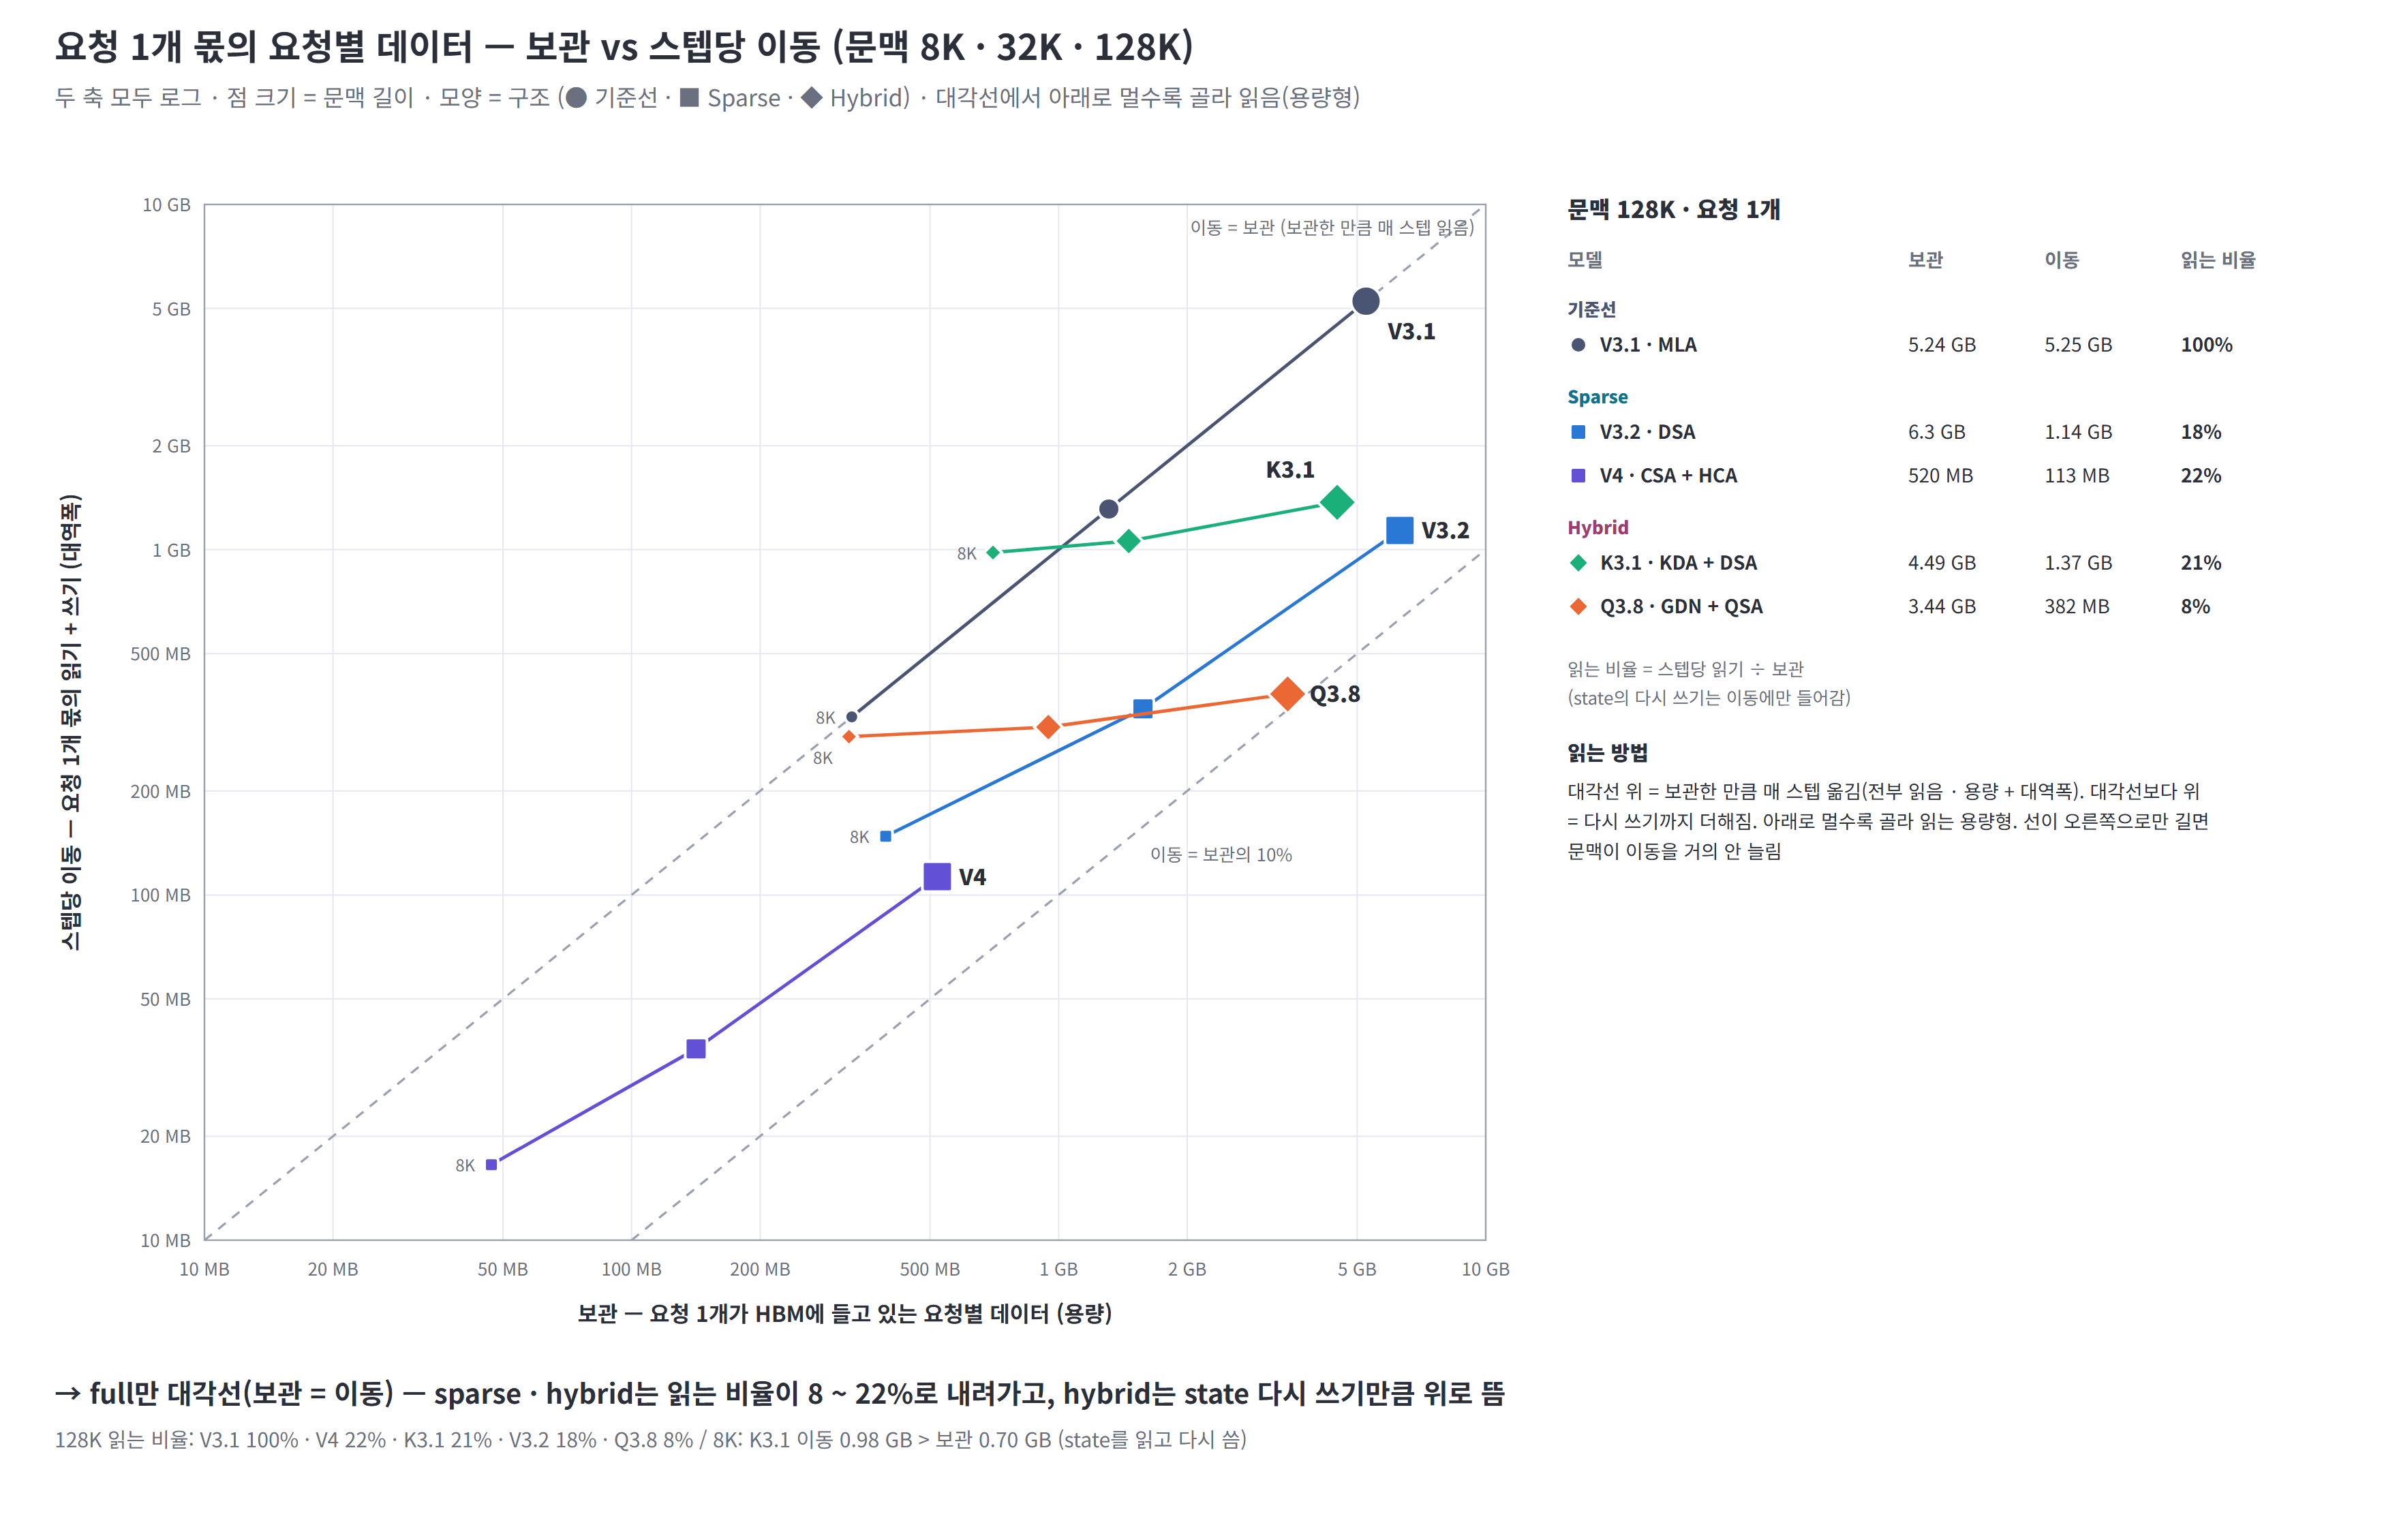 요청 1개 몫의 요청별 데이터 — 보관 vs 스텝당 이동 (문맥 8K · 32K · 128K)
두 축 모두 로그 · 점 크기 = 문맥 길이 · 모양 = 구조 (● 기준선 · ■ Sparse · ◆ Hybrid) · 대각선에서 아래로 멀수록 골라 읽음(용량형)
스텝당 이동 — 요청 1개 몫의 읽기 + 쓰기 (대역폭)
10 GB
5 GB
2 GB
1 GB
500 MB
200 MB
100 MB
50 MB
20 MB
10 MB
이동 = 보관 (보관한 만큼 매 스텝 읽음)
V3.1
K3.1
V3.2
8K
Q3.8
8K
8K
8K
이동 = 보관의 10%
V4
8K
10 MB
20 MB
50 MB
100 MB
200 MB
500 MB
1 GB
2 GB
5 GB
10 GB
보관 — 요청 1개가 HBM에 들고 있는 요청별 데이터 (용량)
문맥 128K · 요청 1개
모델 보관 이동 읽는 비율
기준선
V3.1 · MLA 5.24 GB 5.25 GB 100%
Sparse
V3.2 · DSA 6.3 GB 1.14 GB 18%
V4 · CSA + HCA 520 MB 113 MB 22%
Hybrid
K3.1 · KDA + DSA 4.49 GB 1.37 GB 21%
Q3.8 · GDN + QSA 3.44 GB 382 MB 8%
읽는 비율 = 스텝당 읽기 ÷ 보관
(state의 다시 쓰기는 이동에만 들어감)
읽는 방법
대각선 위 = 보관한 만큼 매 스텝 옮김(전부 읽음 · 용량 + 대역폭). 대각선보다 위
= 다시 쓰기까지 더해짐. 아래로 멀수록 골라 읽는 용량형. 선이 오른쪽으로만 길면
문맥이 이동을 거의 안 늘림
→ full만 대각선(보관 = 이동) — sparse · hybrid는 읽는 비율이 8 ~ 22%로 내려가고, hybrid는 state 다시 쓰기만큼 위로 뜸
128K 읽는 비율: V3.1 100% · V4 22% · K3.1 21% · V3.2 18% · Q3.8 8% / 8K: K3.1 이동 0.98 GB > 보관 0.70 GB (state를 읽고 다시 씀)